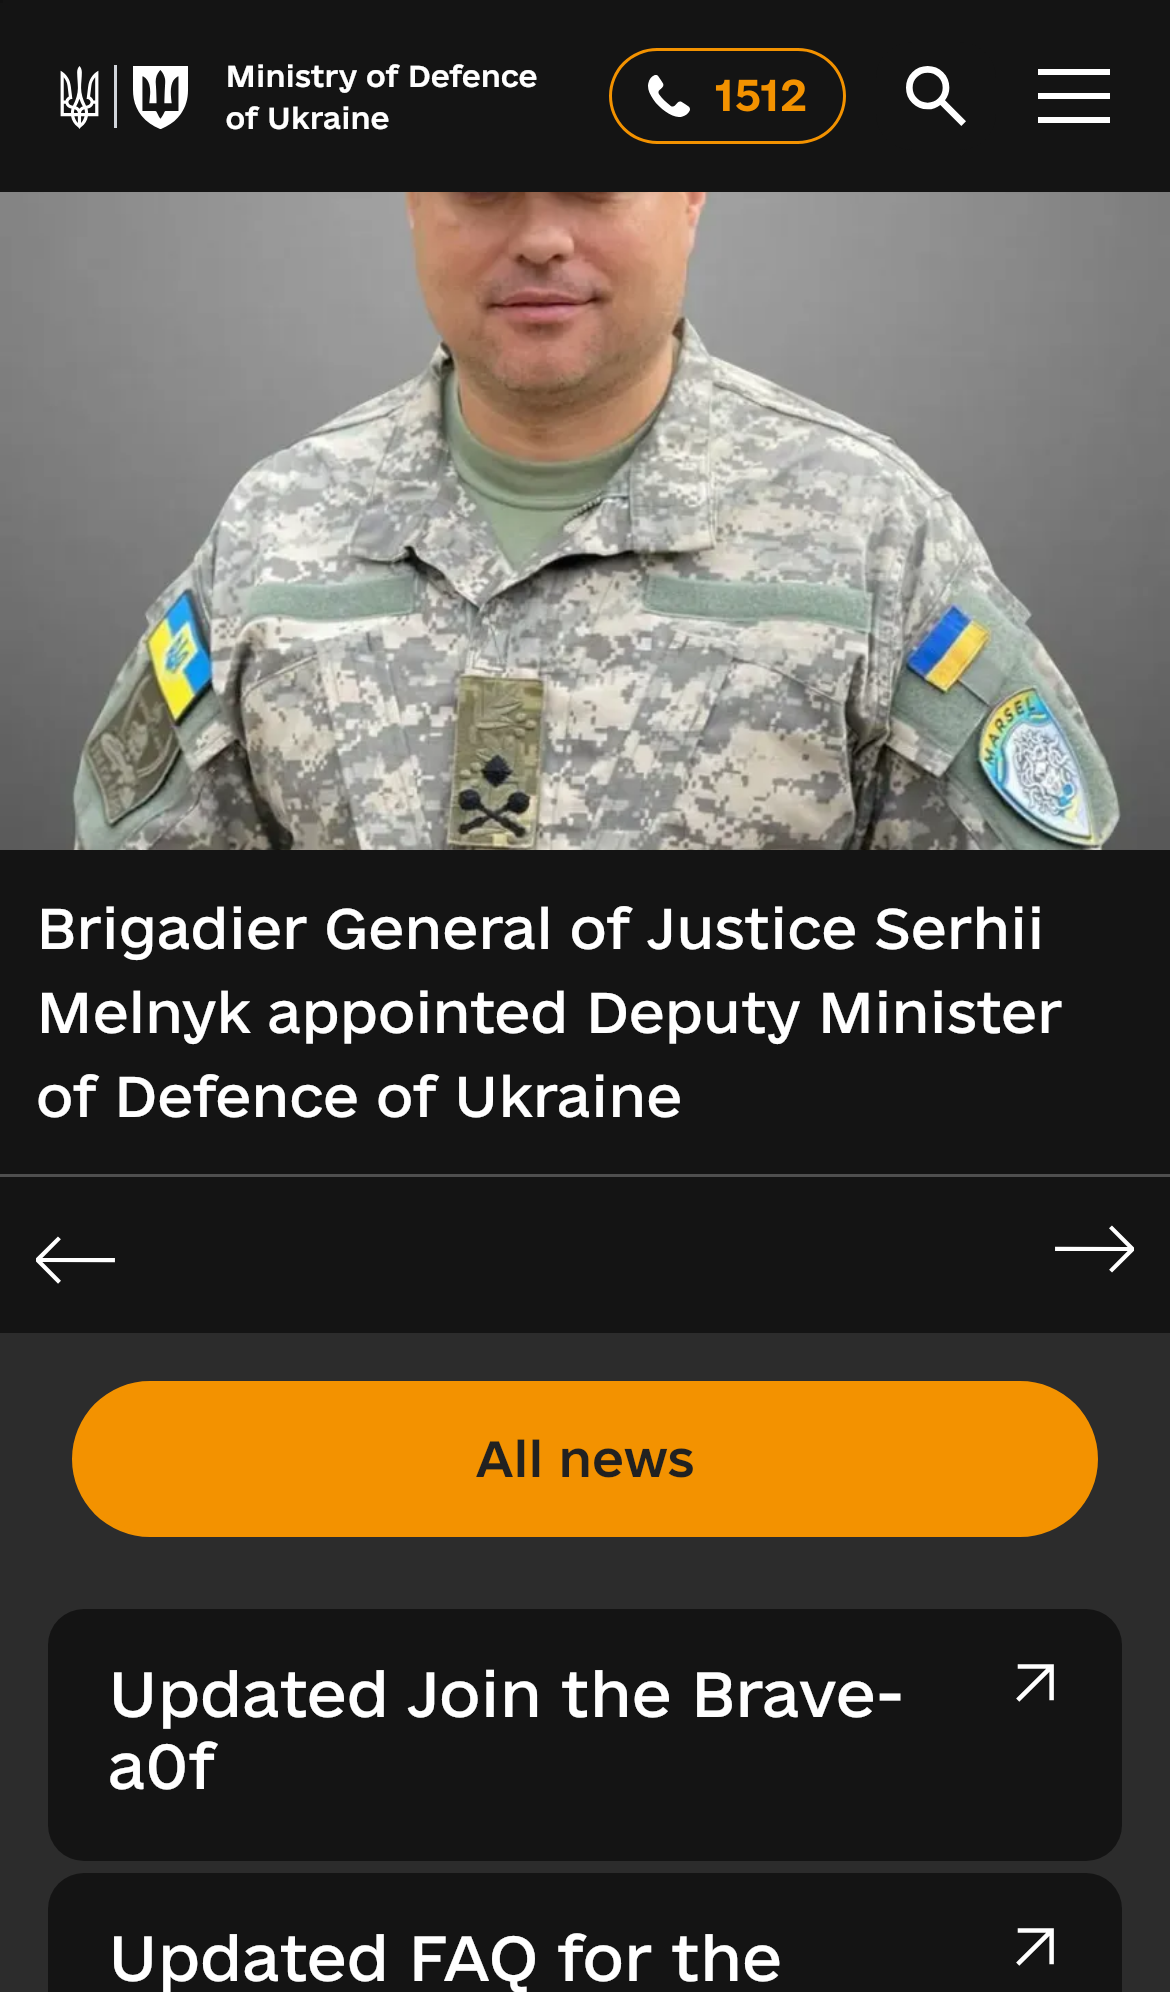 Ministry of Defence
of Ukraine
1512
MARSEL
Brigadier General of Justice Serhii
Melnyk appointed Deputy Minister
of Defence of Ukraine
All news
Updated Join the Brave-
a0f
Updated FAQ for the